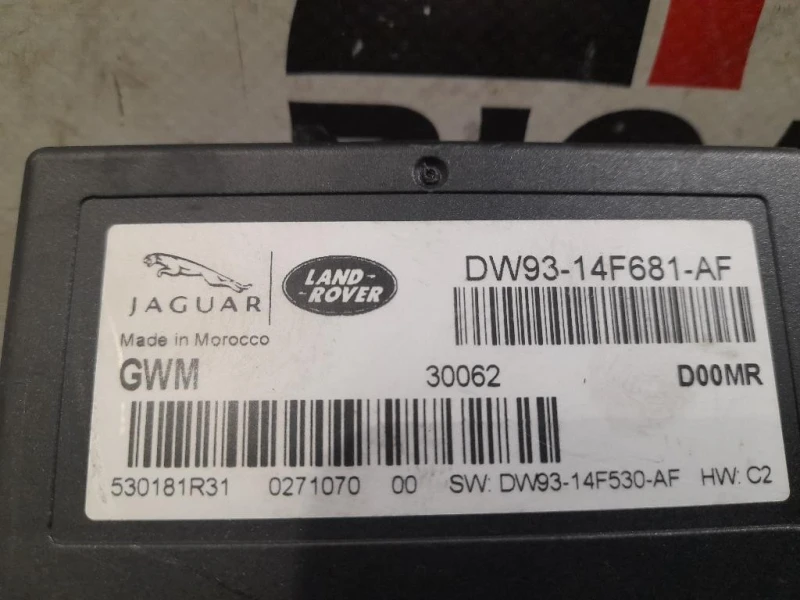 JAGUAR
LAND-
-ROVER
DW93-14F681-AF
Made in Morocco
GWM 30062 D00MR
530181R31 0271070 00 SW: DW93-14F530-AF HW: C2